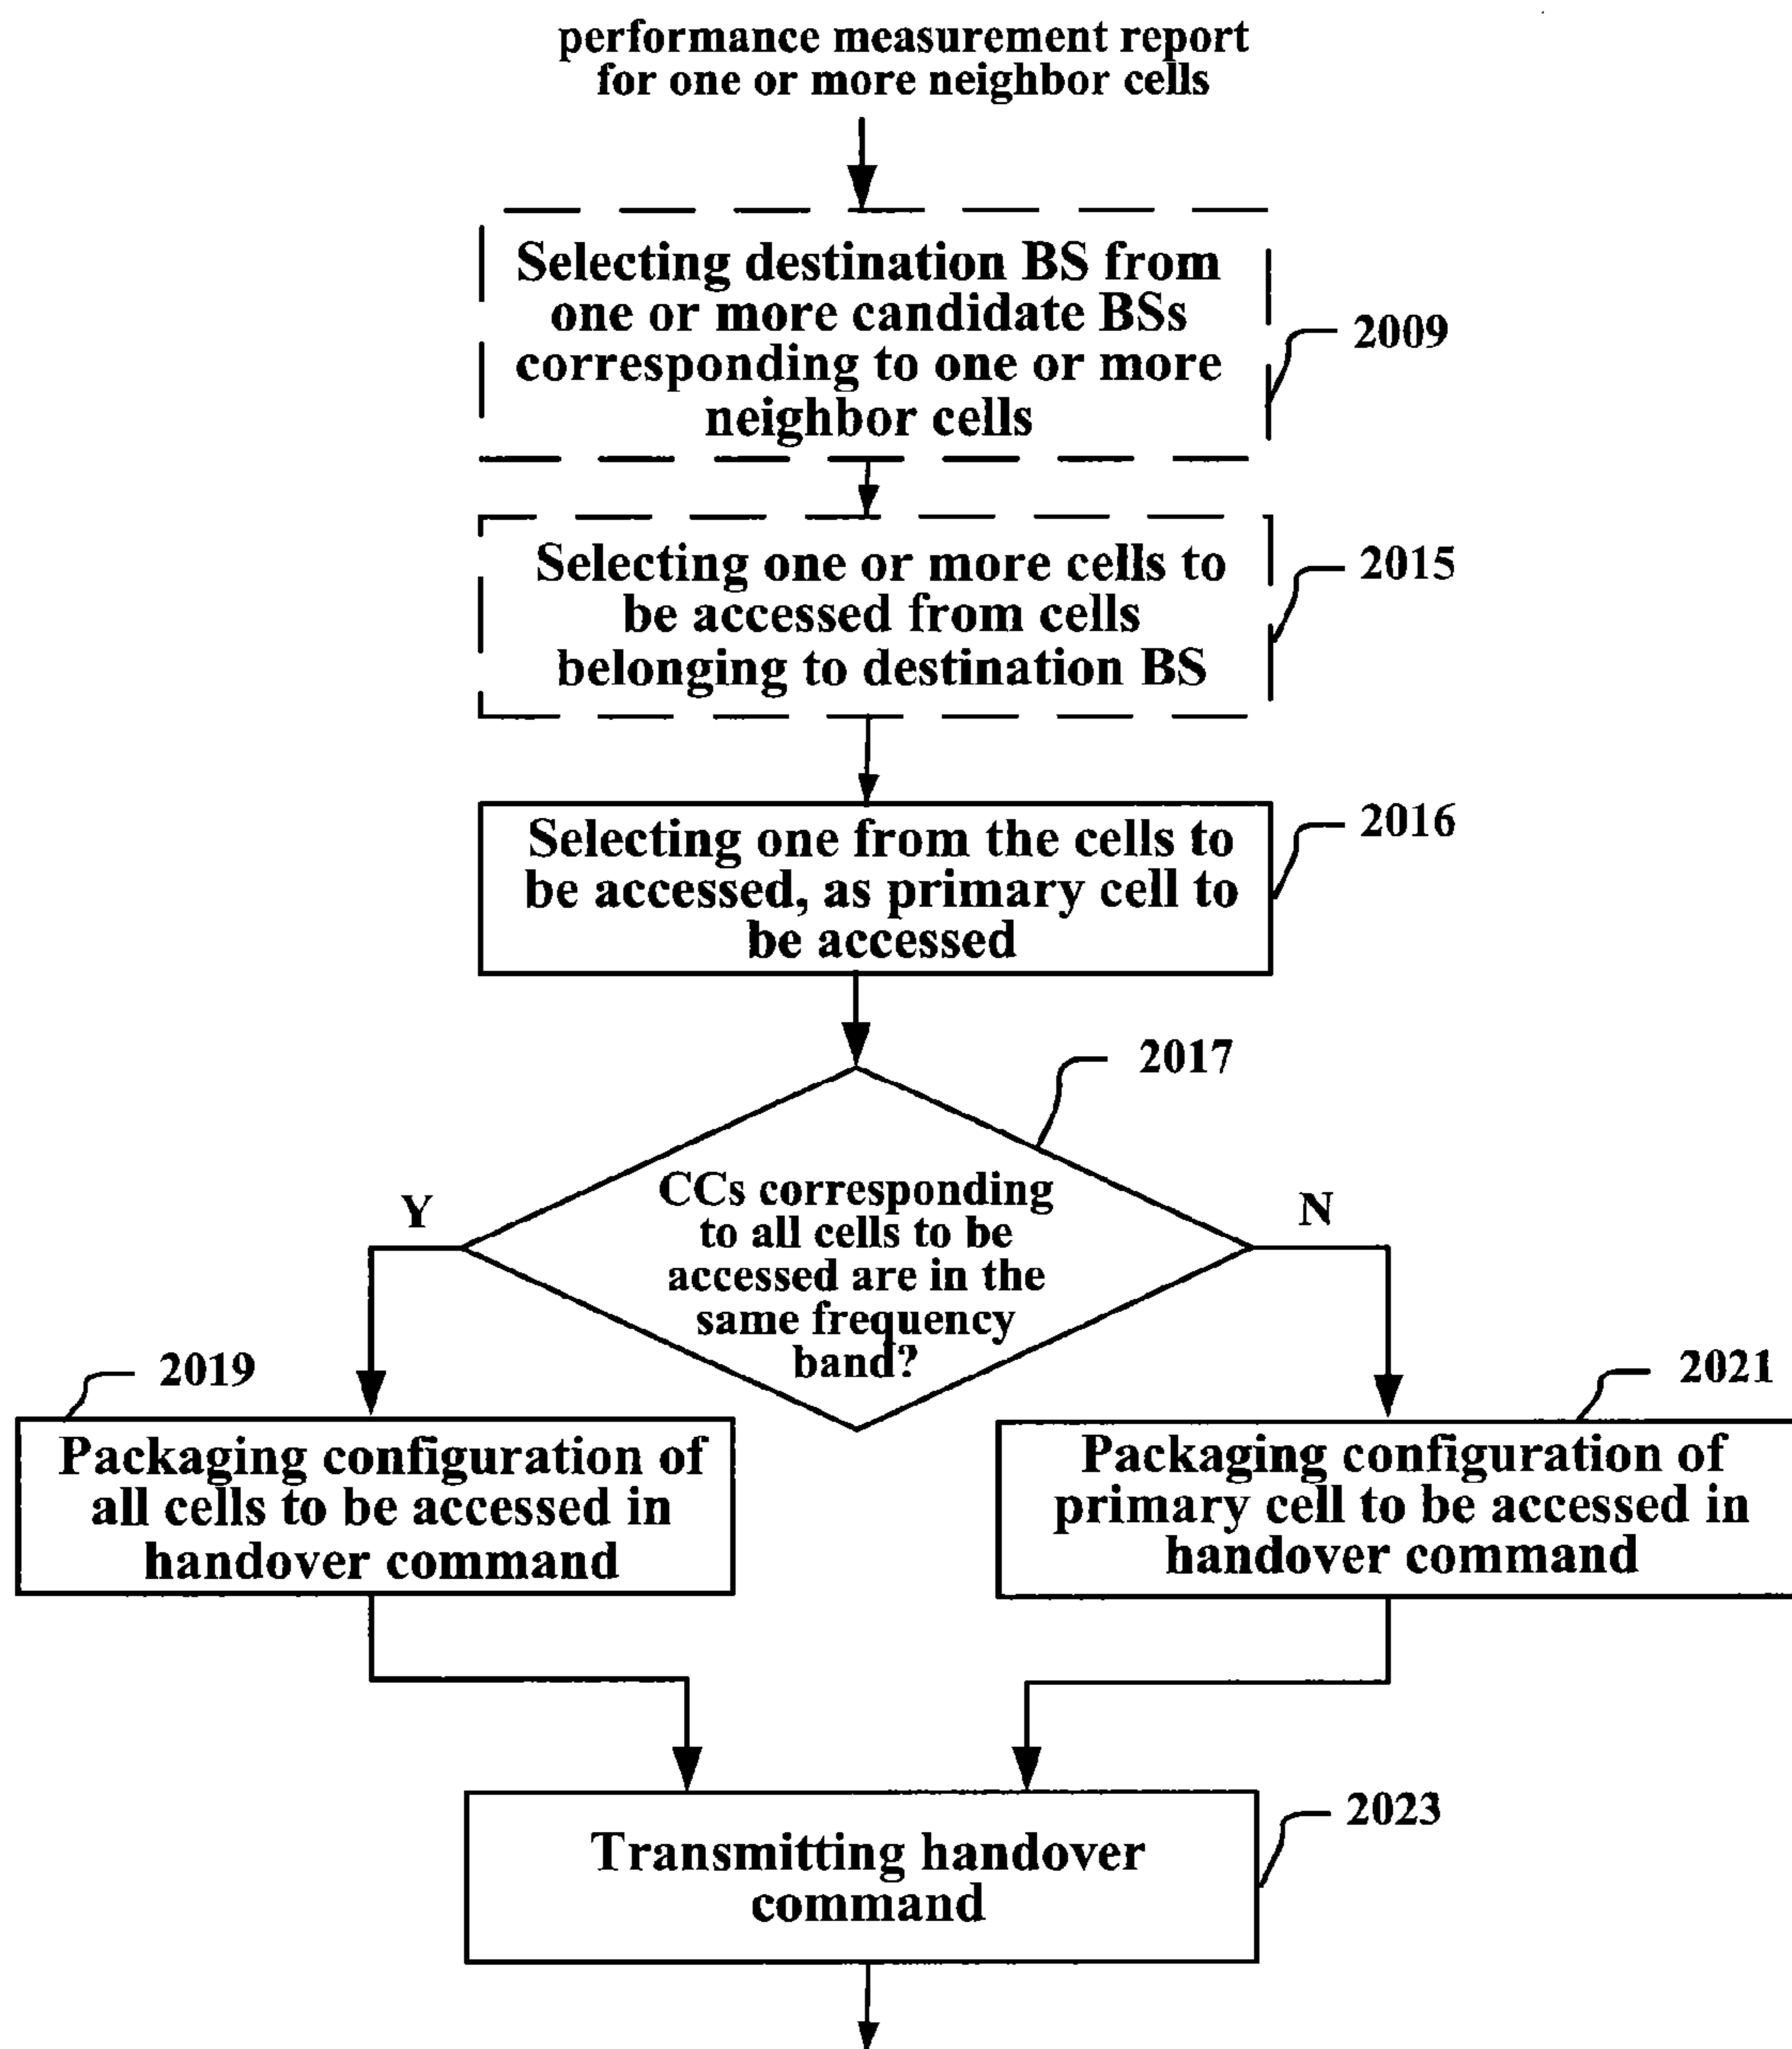 performance measurement report
for one or more neighbor cells
Selecting destination BS from
one or more candidate BSs
corresponding to one or more
neighbor cells
2009
Selecting one or more cells to
be accessed from cells
belonging to destination BS
2015
Selecting one from the cells to
be accessed, as primary cell to
be accessed
2016
2017
CCs corresponding
to all cells to be
accessed are in the
same frequency
band?
Y
N
2019
Packaging configuration of
all cells to be accessed in
handover command
2021
Packaging configuration of
primary cell to be accessed in
handover command
Transmitting handover
command
2023